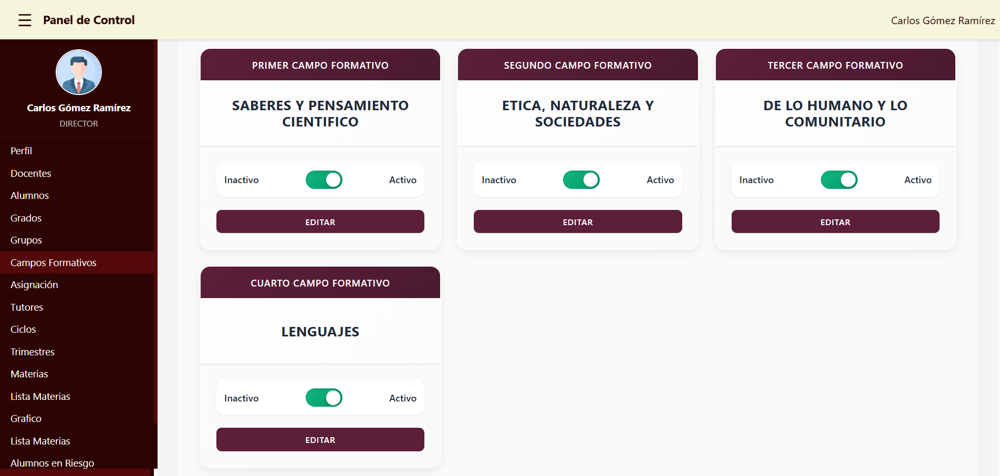 Panel de Control
Carlos Gómez Ramírez
Carlos Gómez Ramírez
DIRECTOR
Perfil
Docentes
Alumnos
Grados
Grupos
Campos Formativos
Asignación
Tutores
Ciclos
Trimestres
Materias
Lista Materias
Grafico
Lista Materias
Alumnos en Riesgo
PRIMER CAMPO FORMATIVO
SABERES Y PENSAMIENTO
CIENTIFICO
Inactivo
Activo
EDITAR
SEGUNDO CAMPO FORMATIVO
ETICA, NATURALEZA Y
SOCIEDADES
Inactivo
Activo
EDITAR
TERCER CAMPO FORMATIVO
DE LO HUMANO Y LO
COMUNITARIO
Inactivo
Activo
EDITAR
CUARTO CAMPO FORMATIVO
LENGUAJES
Inactivo
Activo
EDITAR